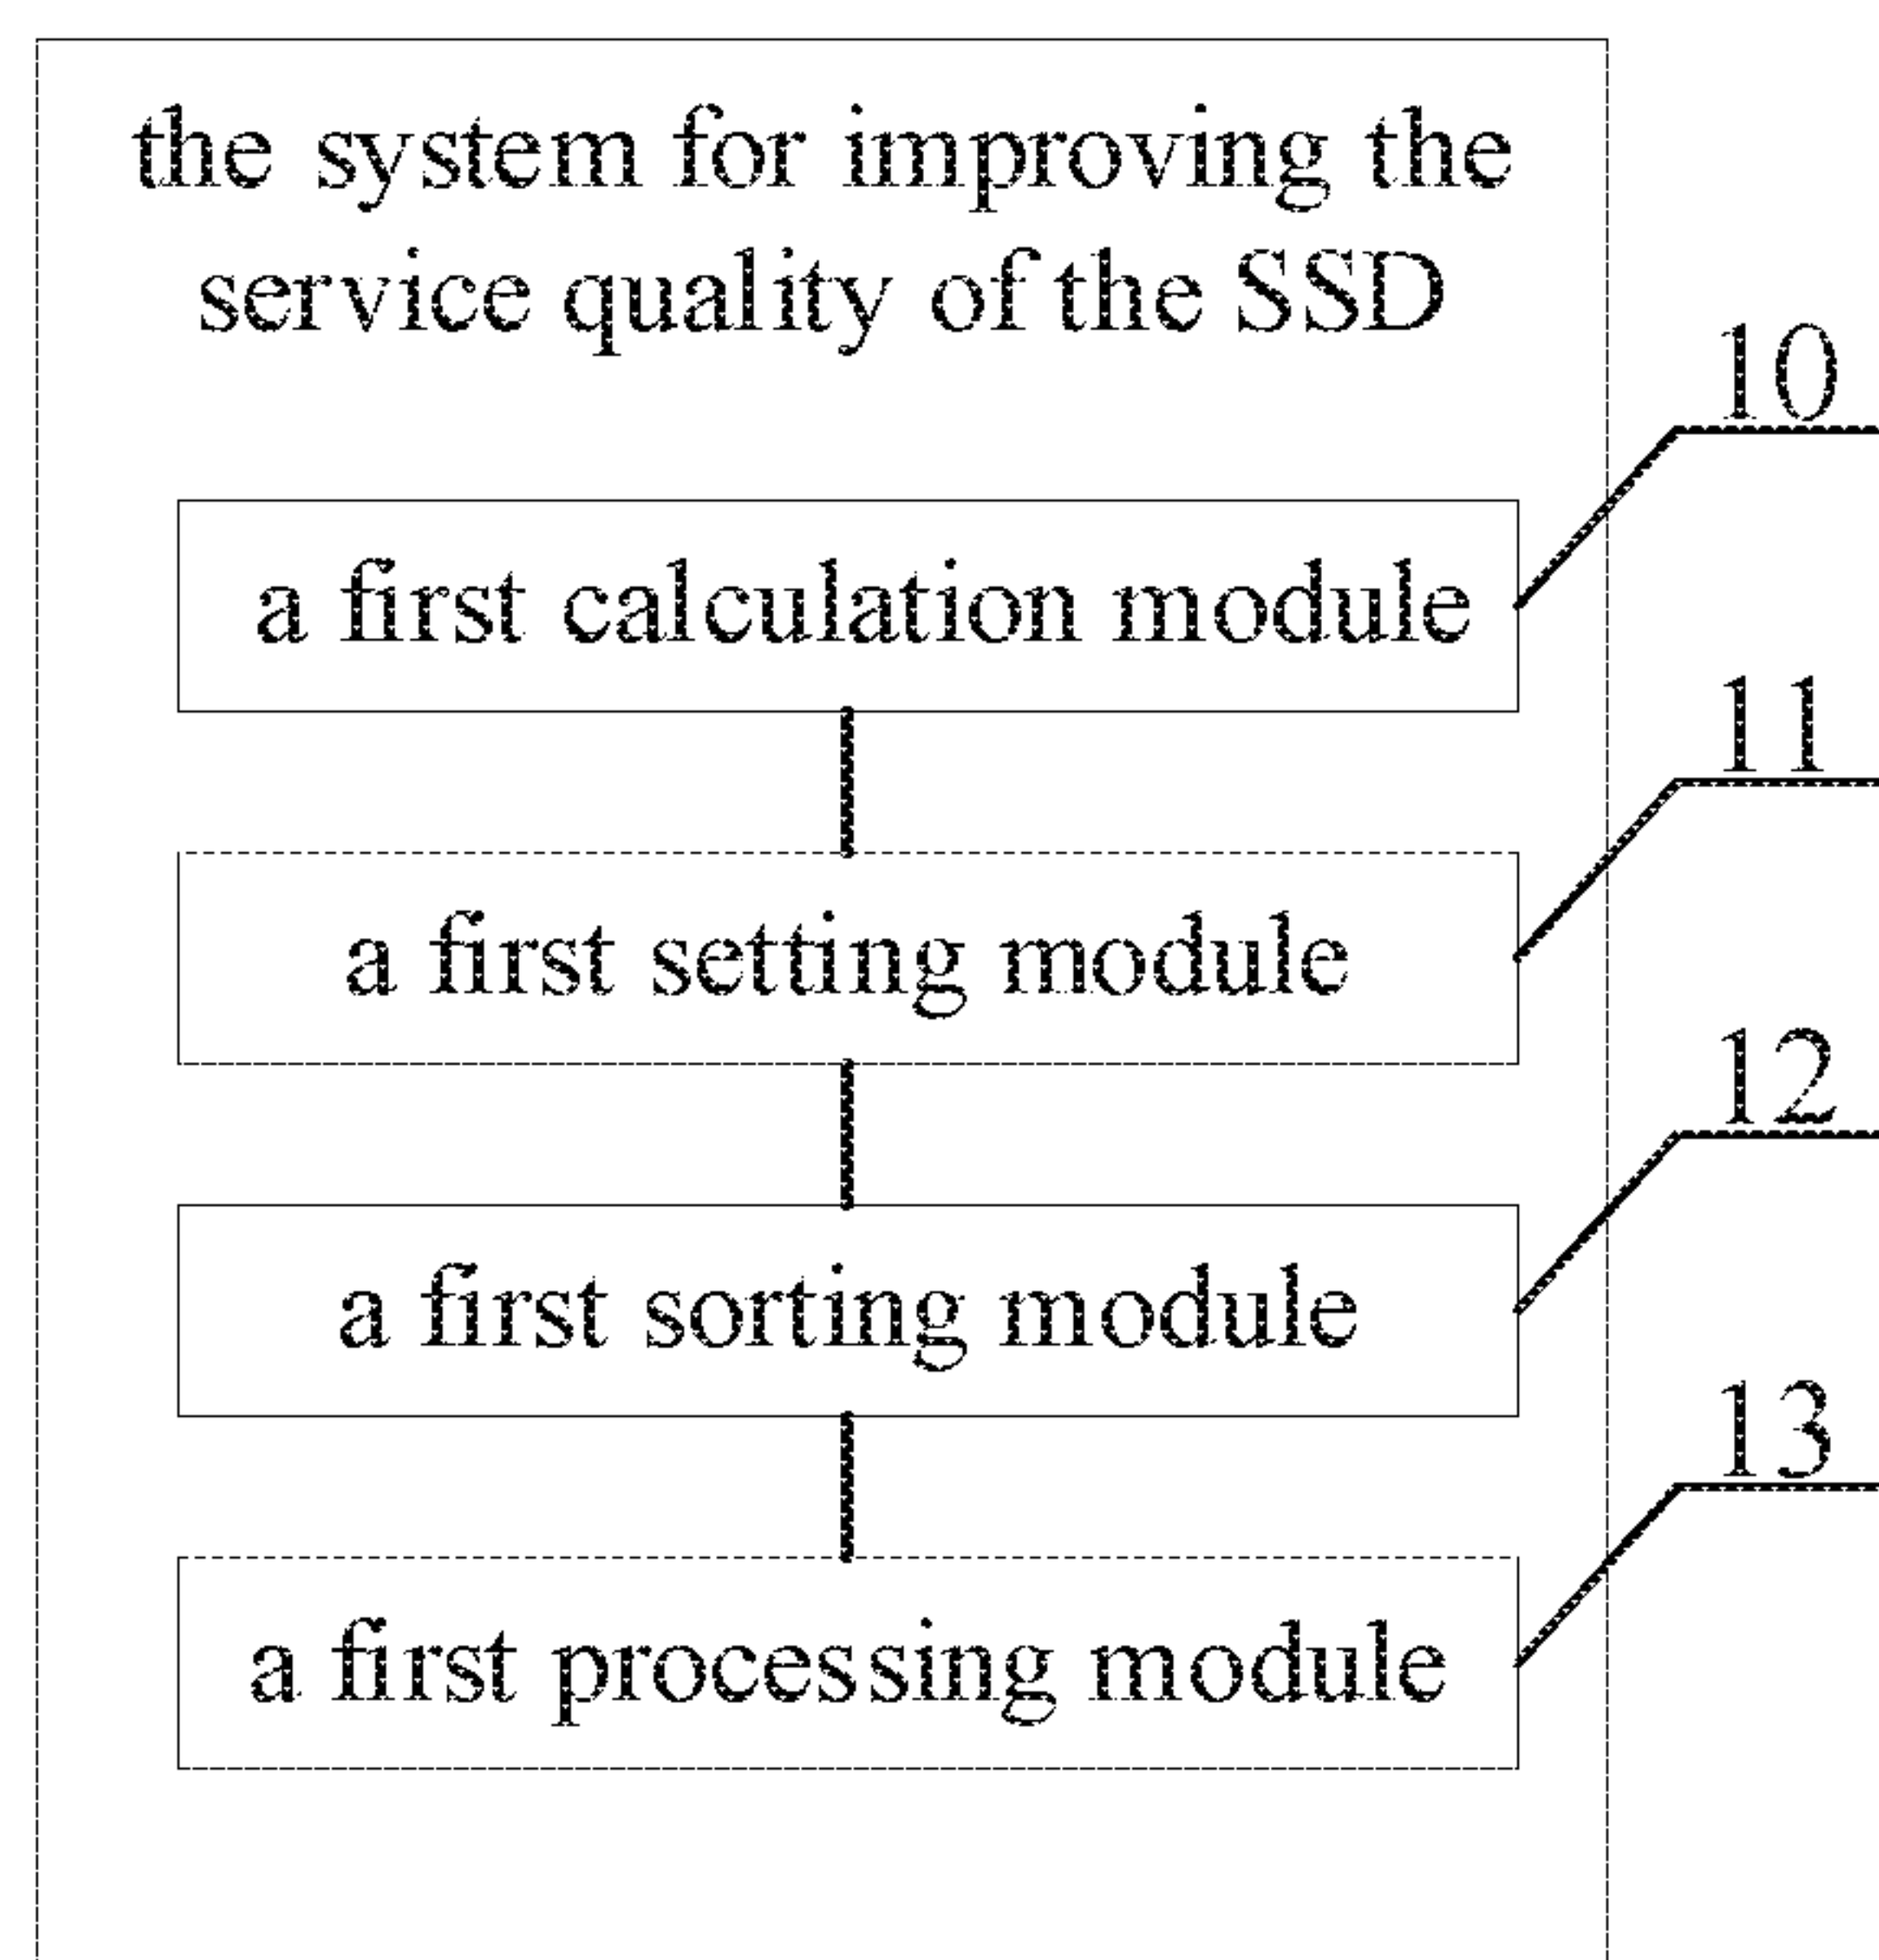 the system for improving the
service quality of the SSD
10
a first calculation module
11
a first setting module
12
a first sorting module
13
a first processing module